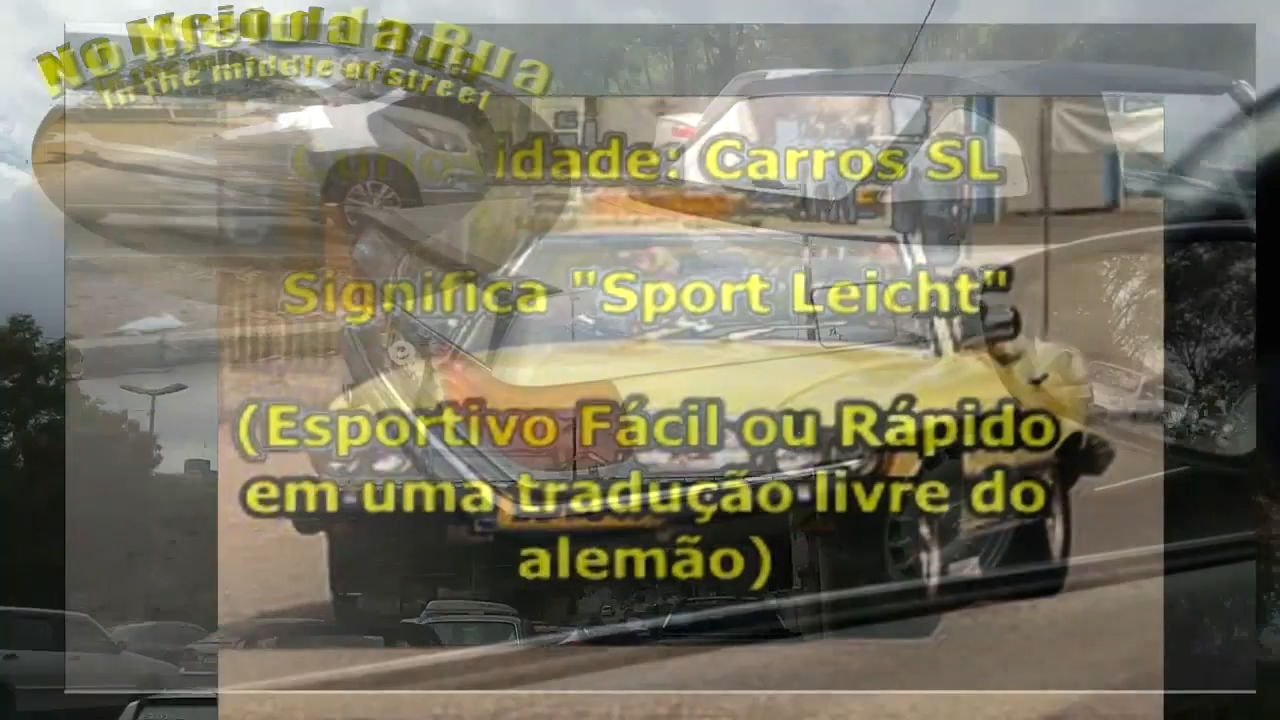 No Meio da Rua
In the middle of street
Curiosidade: Carros SL
Significa "Sport Leicht"
(Esportivo Fácil ou Rápido
em uma tradução livre do
alemão)